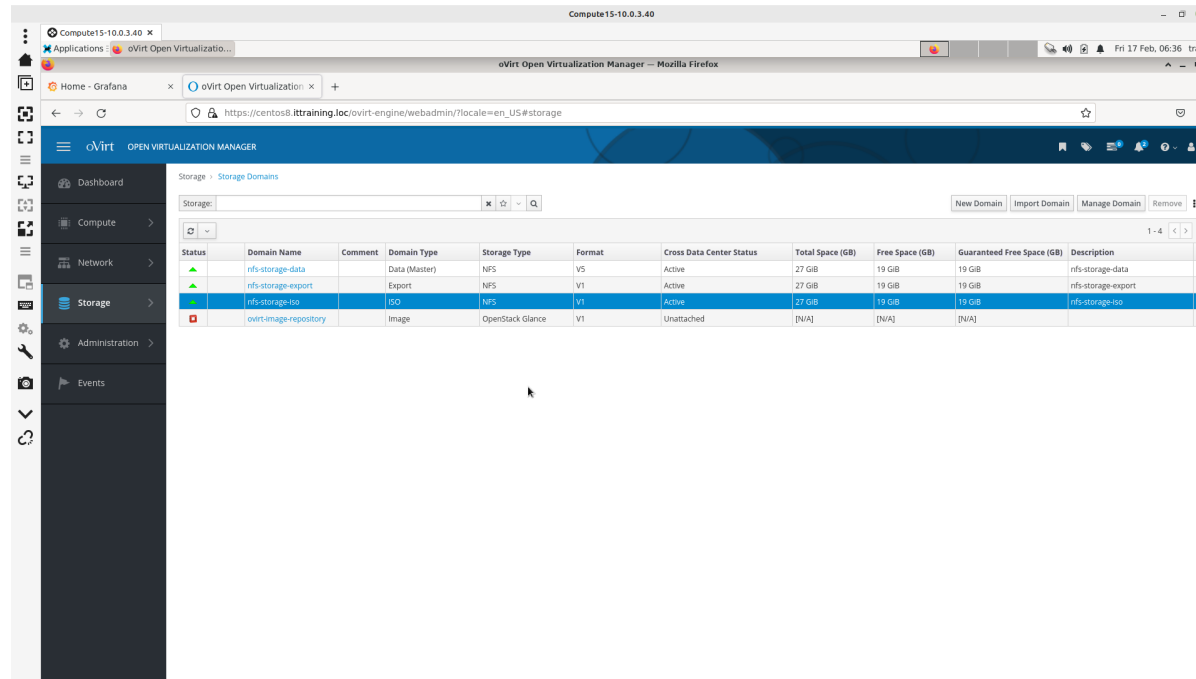 Compute15-10.0.3.40
Compute15-10.0.3.40 ×
Applications : oVirt Open Virtualizatio... Fri 17 Feb, 06:36
oVirt Open Virtualization Manager — Mozilla Firefox
Home - Grafana × oVirt Open Virtualization × +
https://centos8.ittraining.loc/ovirt-engine/webadmin/?locale=en_US#storage
oVirt OPEN VIRTUALIZATION MANAGER
Dashboard
Compute
Network
Storage
Administration
Events
Storage › Storage Domains
Storage:
New Domain Import Domain Manage Domain Remove
1-4
Status Domain Name Comment Domain Type Storage Type Format Cross Data Center Status Total Space (GB) Free Space (GB) Guaranteed Free Space (GB) Description
nfs-storage-data Data (Master) NFS V5 Active 27 GiB 19 GiB 19 GiB nfs-storage-data
nfs-storage-export Export NFS V1 Active 27 GiB 19 GiB 19 GiB nfs-storage-export
nfs-storage-iso ISO NFS V1 Active 27 GiB 19 GiB 19 GiB nfs-storage-iso
ovirt-image-repository Image OpenStack Glance V1 Unattached [N/A] [N/A] [N/A]